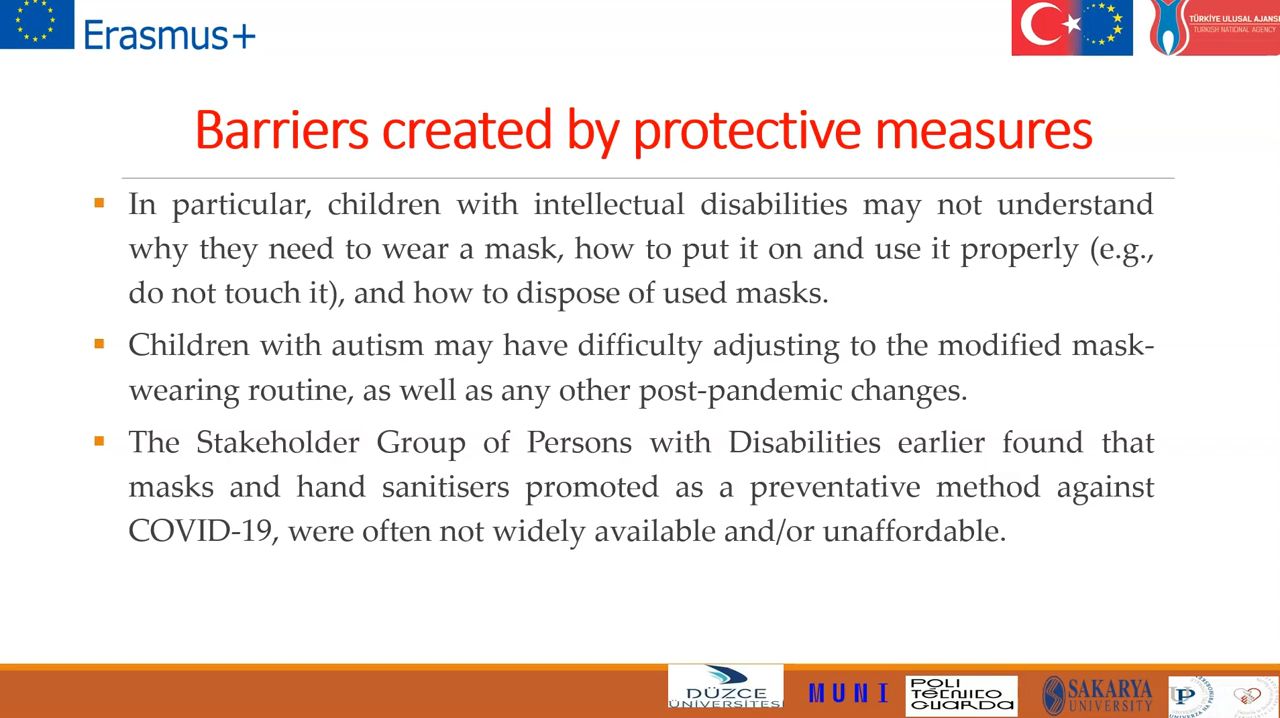 Erasmus+
TÜRKİYE ULUSAL AJANSI
TURKISH NATIONAL AGENCY
Barriers created by protective measures
In particular, children with intellectual disabilities may not understand
why they need to wear a mask, how to put it on and use it properly (e.g.,
do not touch it), and how to dispose of used masks.
Children with autism may have difficulty adjusting to the modified mask-
wearing routine, as well as any other post-pandemic changes.
The Stakeholder Group of Persons with Disabilities earlier found that
masks and hand sanitisers promoted as a preventative method against
COVID-19, were often not widely available and/or unaffordable.
DÜZCE
ÜNİVERSİTESİ
MUNI
POLI
TÉCNICO
GUARDA
SAKARYA
UNIVERSITY
UP